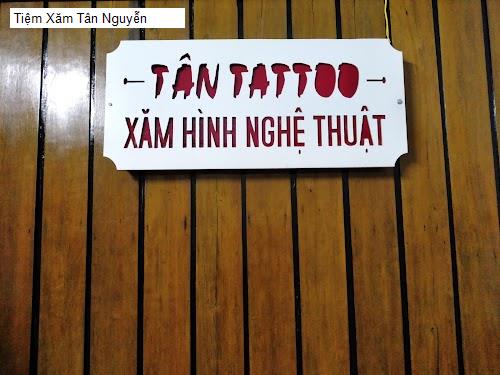 Tiệm Xăm Tân Nguyễn
TÂN TATTOO
XĂM HÌNH NGHỆ THUẬT